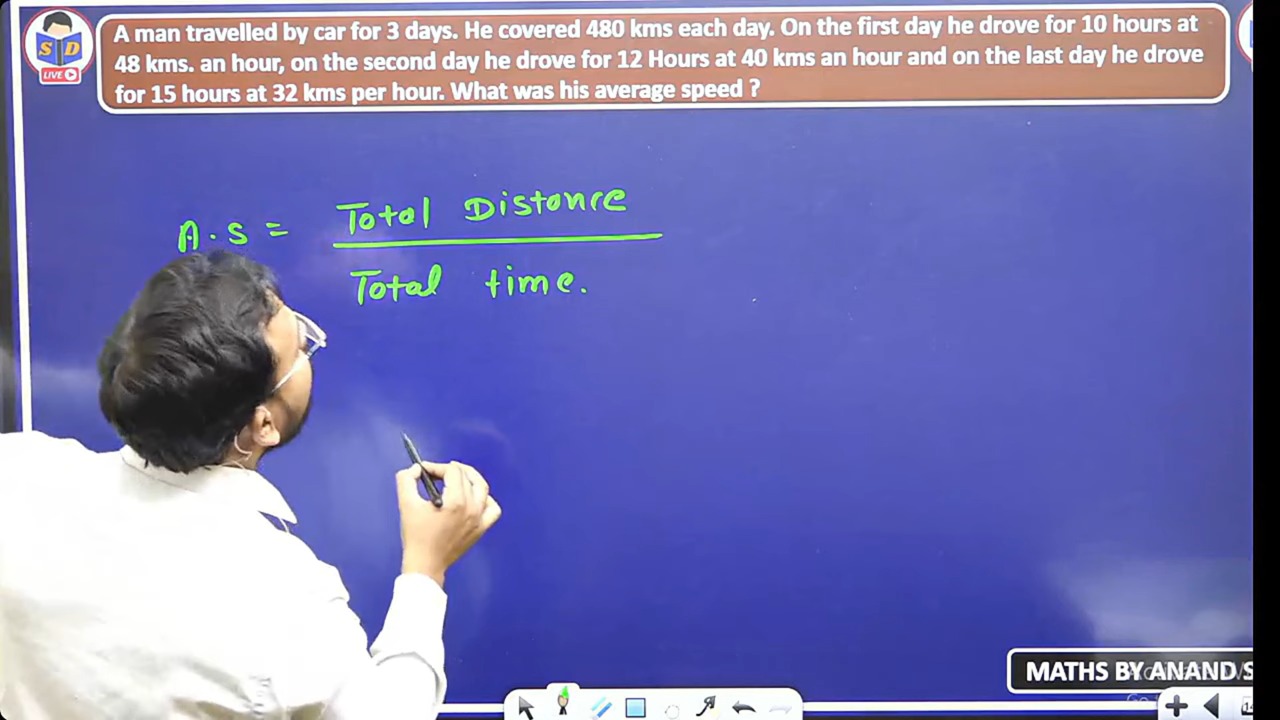 A man travelled by car for 3 days. He covered 480 kms each day. On the first day he drove for 10 hours at
48 kms. an hour, on the second day he drove for 12 Hours at 40 kms an hour and on the last day he drove
for 15 hours at 32 kms per hour. What was his average speed ?
S D
LIVE
A.S = Total Distance
Total time.
MATHS BY ANAND S